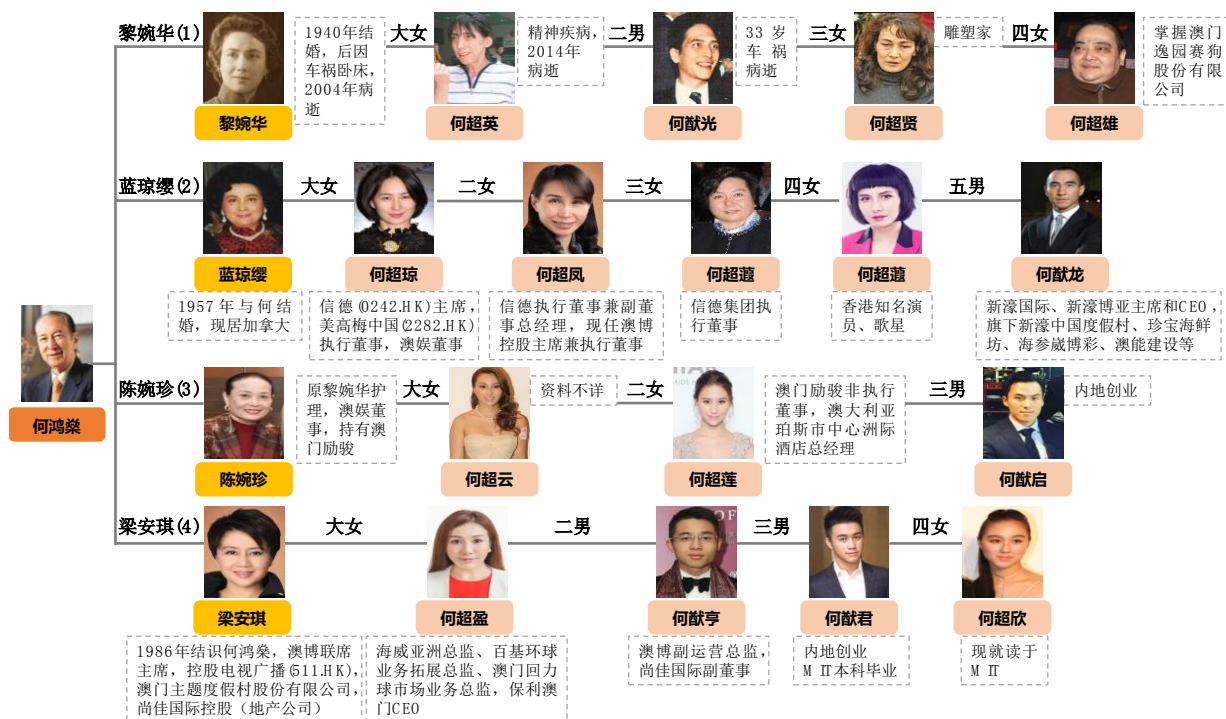 黎婉华(1)
1940年结
婚，后因
车祸卧床，
2004年病
逝
大女
精神疾病，
2014年
病逝
二男
33 岁
车 祸
病逝
三女
雕塑家
四女
掌握澳门
逸园赛狗
股份有限
公司
黎婉华
何超英
何猷光
何超贤
何超雄
蓝琼缨(2)
大女
二女
三女
四女
五男
蓝琼缨
何超琼
何超凤
何超蕸
何超蕸
何猷龙
1957年与何结
婚，现居加拿大
信德(0242.HK)主席，
美高梅中国(2282.HK)
执行董事，澳娱董事
信德执行董事兼副董
事总经理，现任澳博
控股主席兼执行董事
信德集团执
行董事
香港知名演
员、歌星
新濠国际、新濠博亚主席和CEO，
旗下新濠中国度假村、珍宝海鲜
坊、海参崴博彩、澳能建设等
何鸿燊
陈婉珍(3)
原黎婉华护
理，澳娱董
事，持有澳
门励骏
大女
资料不详
二女
澳门励骏非执行
董事，澳大利亚
珀斯市中心洲际
酒店总经理
三男
内地创业
陈婉珍
何超云
何超莲
何猷启
梁安琪(4)
大女
二男
三男
四女
梁安琪
何超盈
何猷亨
何猷君
何超欣
1986年结识何鸿燊，澳博联席
主席，控股电视广播(511.HK)，
澳门主题度假村股份有限公司，
尚佳国际控股（地产公司）
海威亚洲总监、百基环球
业务拓展总监、澳门回力
球市场业务总监，保利澳
门CEO
澳博副运营总监，
尚佳国际副董事
内地创业
MIT本科毕业
现就读于
MIT